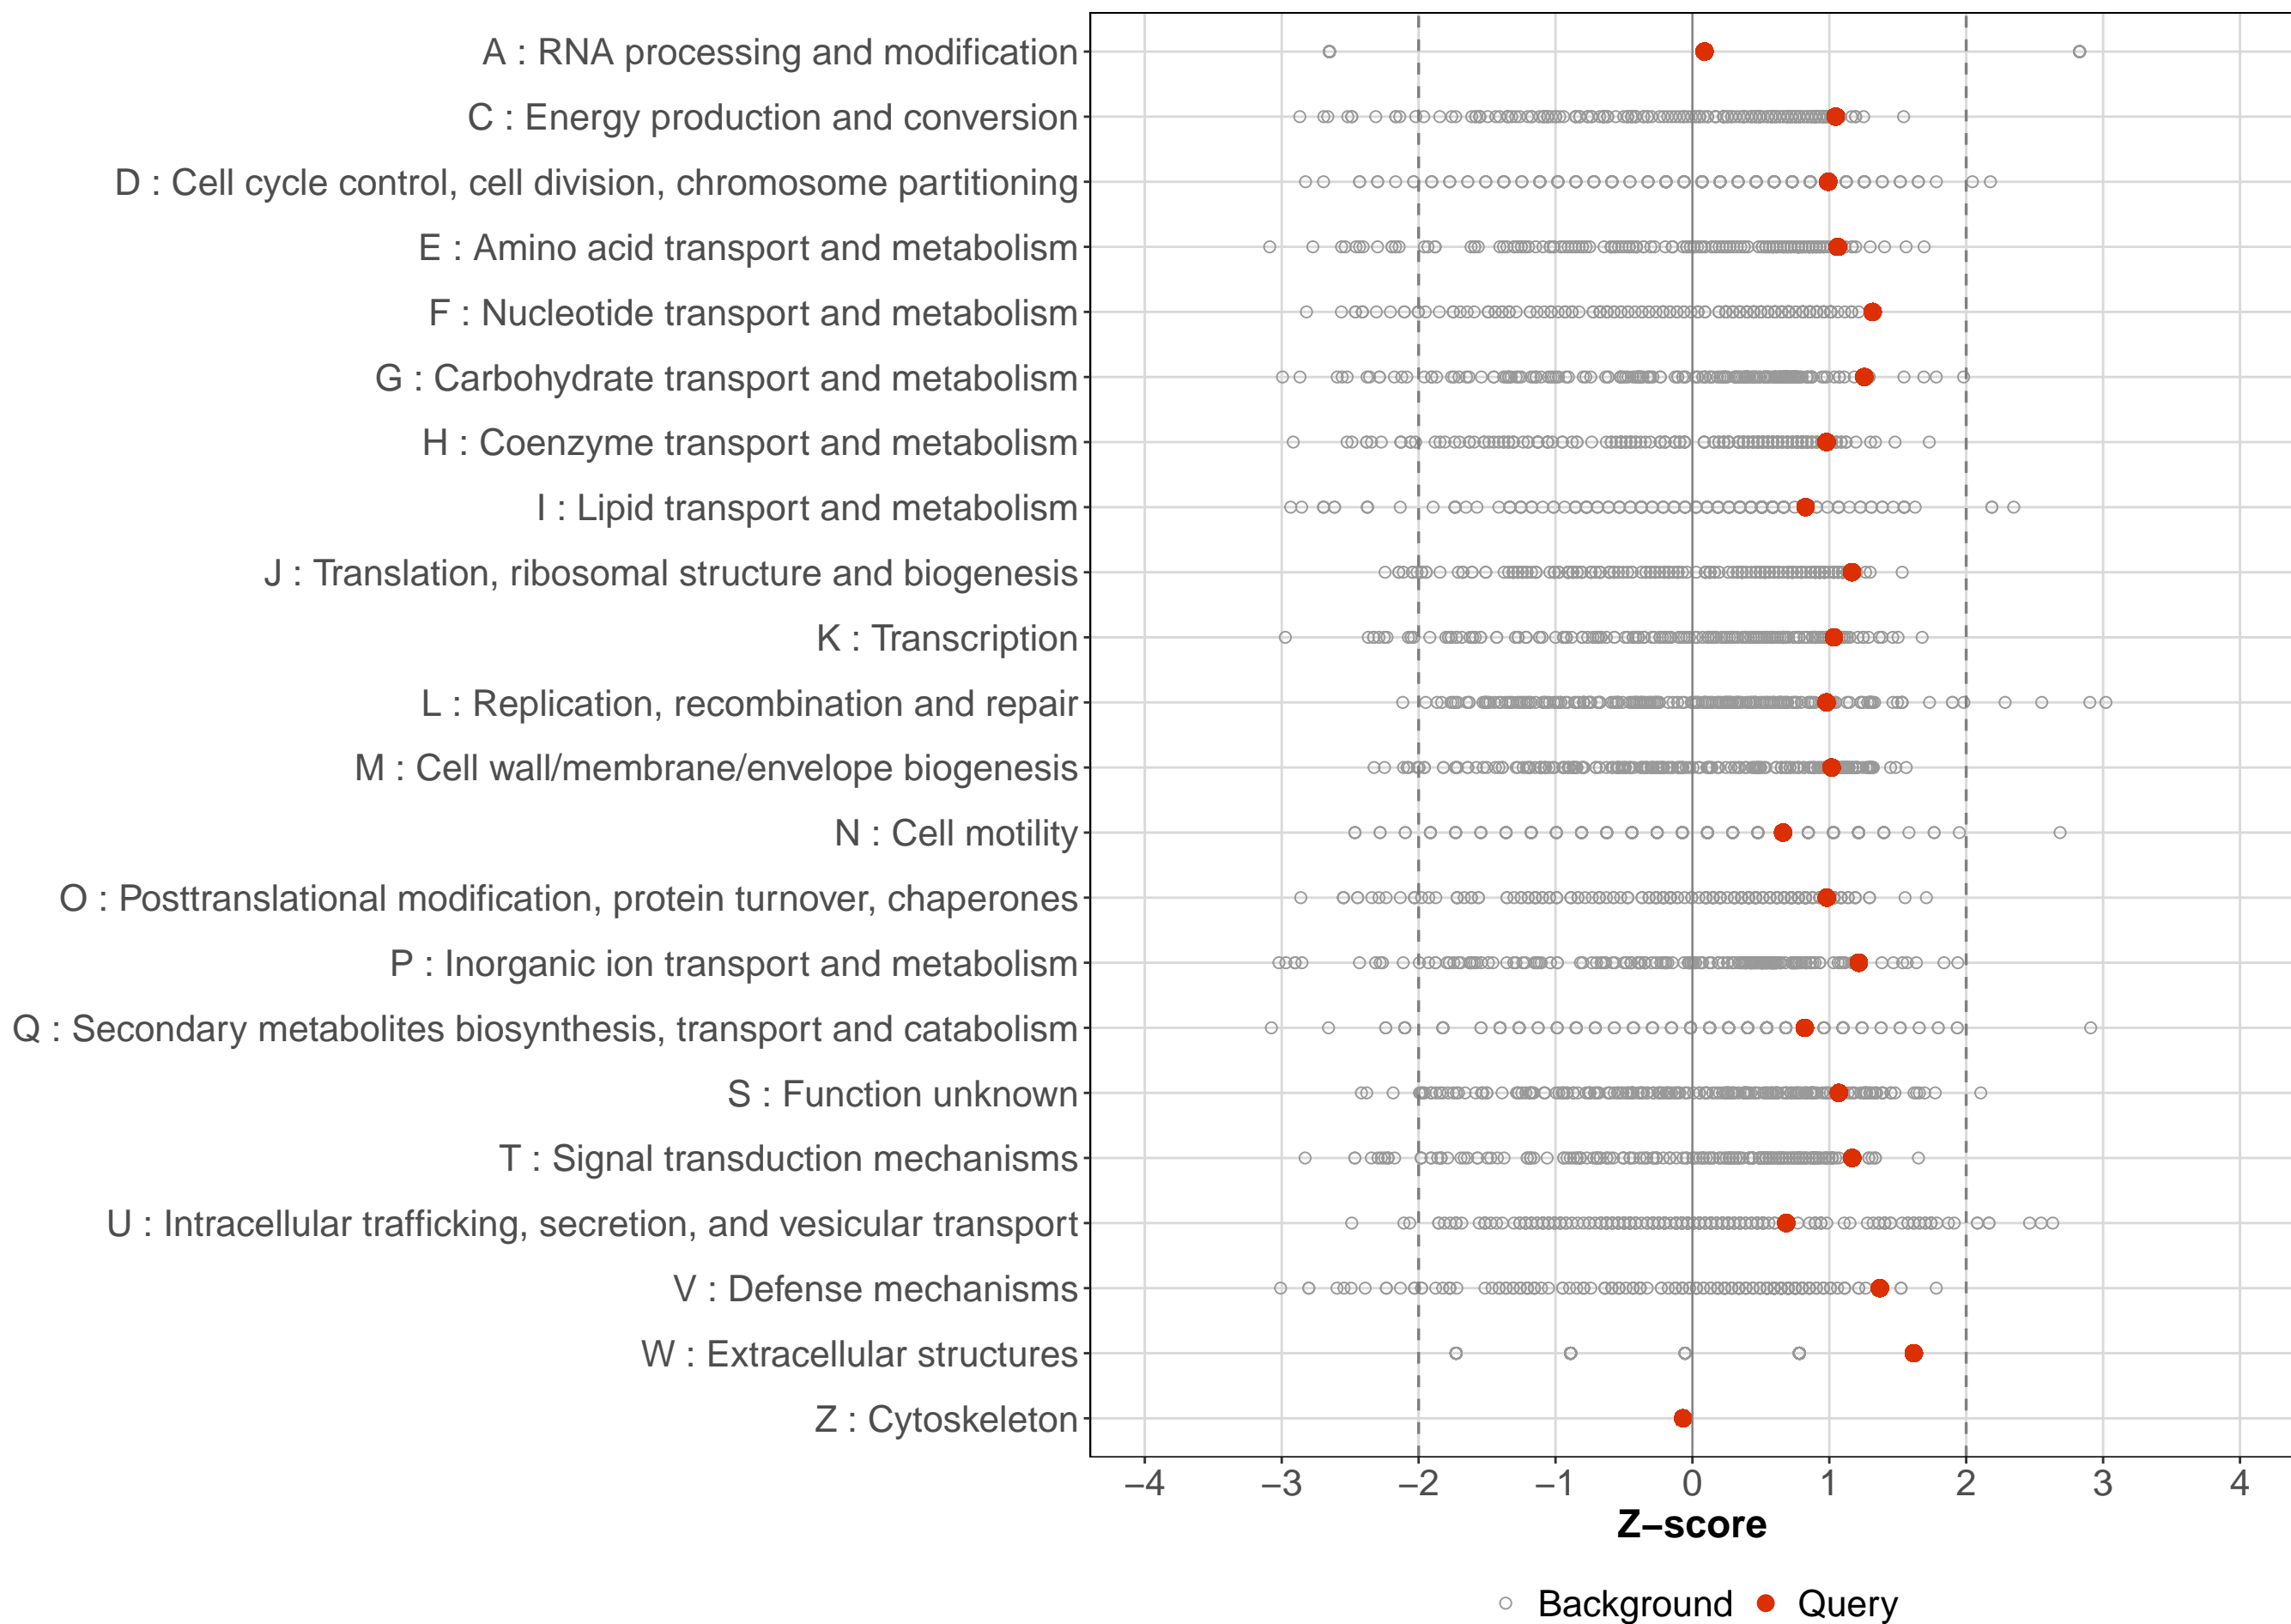 A : RNA processing and modification
C : Energy production and conversion
D : Cell cycle control, cell division, chromosome partitioning
E : Amino acid transport and metabolism
F : Nucleotide transport and metabolism
G : Carbohydrate transport and metabolism
H : Coenzyme transport and metabolism
I : Lipid transport and metabolism
J : Translation, ribosomal structure and biogenesis
K : Transcription
L : Replication, recombination and repair
M : Cell wall/membrane/envelope biogenesis
N : Cell motility
O : Posttranslational modification, protein turnover, chaperones
P : Inorganic ion transport and metabolism
Q : Secondary metabolites biosynthesis, transport and catabolism
S : Function unknown
T : Signal transduction mechanisms
U : Intracellular trafficking, secretion, and vesicular transport
V : Defense mechanisms
W : Extracellular structures
Z : Cytoskeleton
−4 −3 −2 −1 0 1 2 3 4
Z−score
Background Query